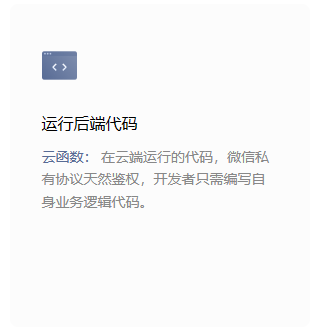 运行后端代码
云函数： 在云端运行的代码，微信私
有协议天然鉴权，开发者只需编写自
身业务逻辑代码。